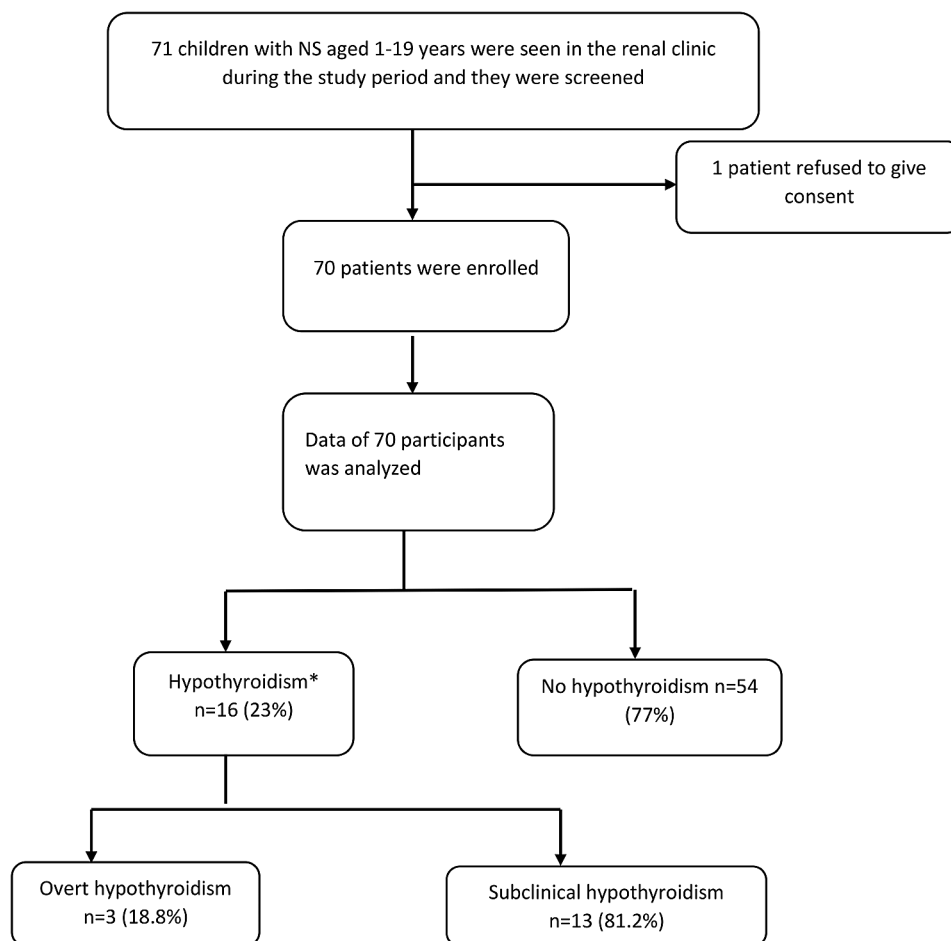 71 children with NS aged 1-19 years were seen in the renal clinic
during the study period and they were screened
1 patient refused to give
consent
70 patients were enrolled
Data of 70 participants
was analyzed
Hypothyroidism*
n=16 (23%)
No hypothyroidism n=54
(77%)
Overt hypothyroidism
n=3 (18.8%)
Subclinical hypothyroidism
n=13 (81.2%)